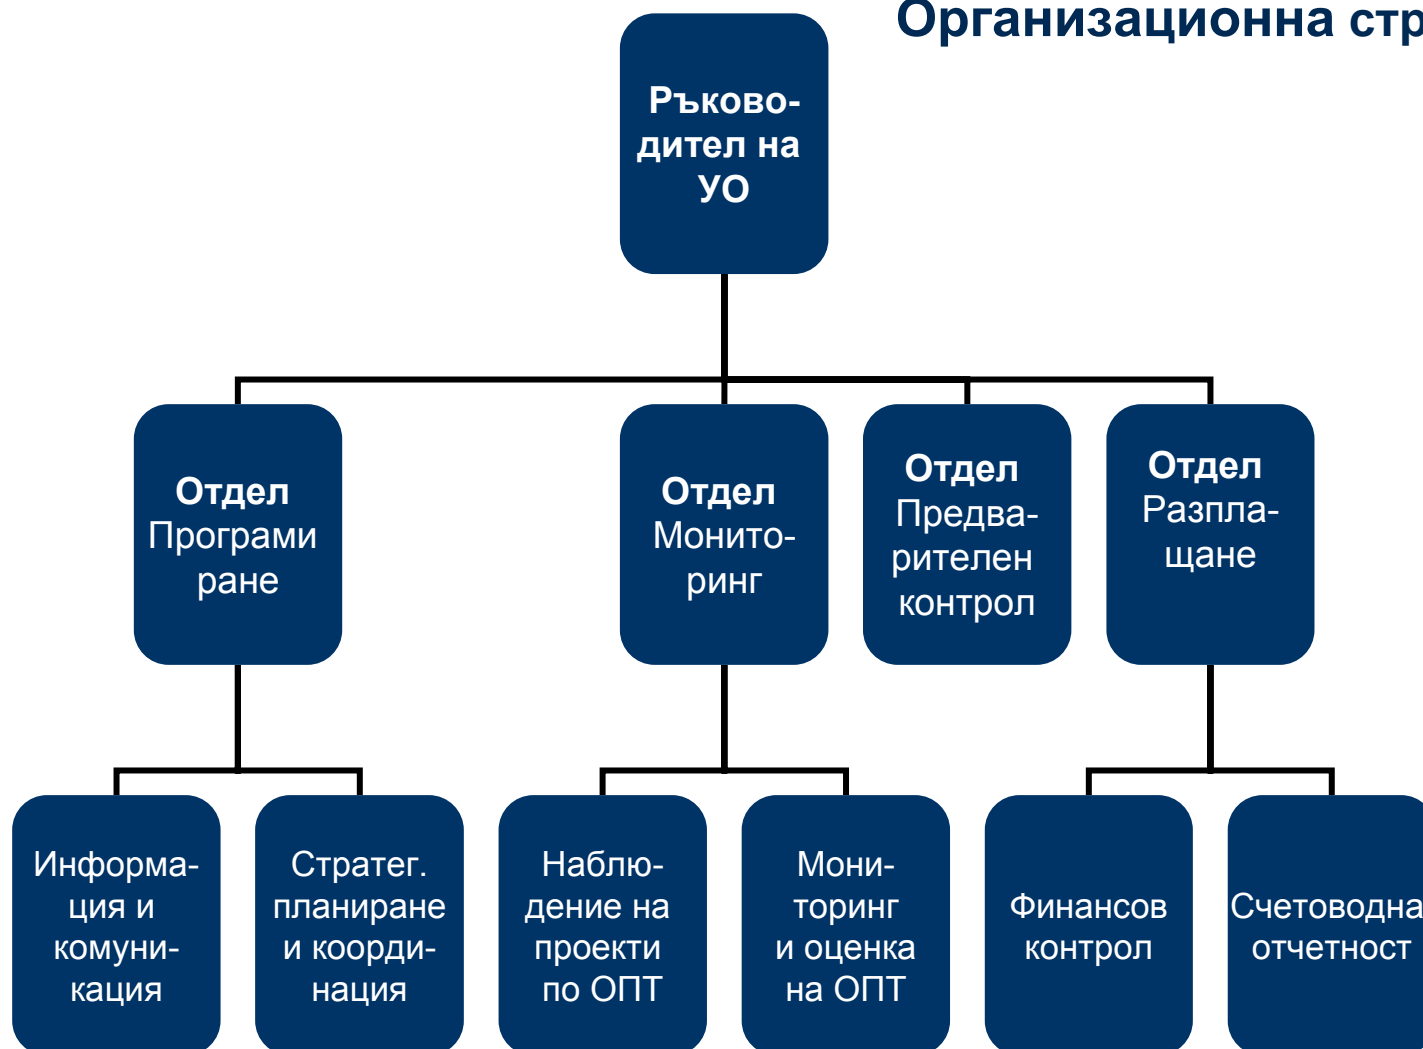 Организационна стр
Ръково-
дител на
УО
Отдел
Програми
ране
Отдел
Монито-
ринг
Отдел
Предва-
рителен
контрол
Отдел
Разпла-
щане
Информа-
ция и
комуни-
кация
Стратег.
планиране
и коорди-
нация
Наблю-
дение на
проекти
по ОПТ
Мони-
торинг
и оценка
на ОПТ
Финансов
контрол
Счетоводна
отчетност